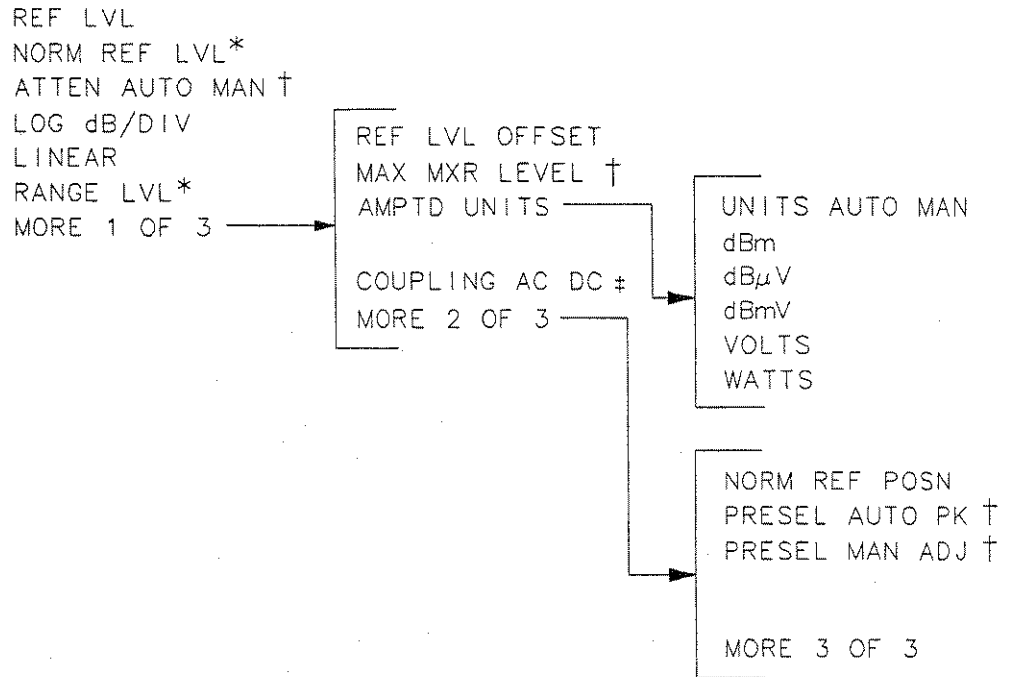 REF LVL
NORM REF LVL*
ATTEN AUTO MAN †
LOG dB/DIV
LINEAR
RANGE LVL*
MORE 1 OF 3
REF LVL OFFSET
MAX MXR LEVEL †
AMPTD UNITS
COUPLING AC DC ‡
MORE 2 OF 3
UNITS AUTO MAN
dBm
dBμV
dBmV
VOLTS
WATTS
NORM REF POSN
PRESEL AUTO PK †
PRESEL MAN ADJ †
MORE 3 OF 3